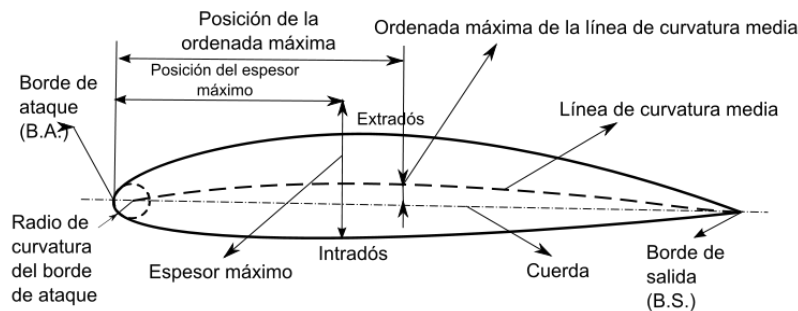 Posición de la
ordenada máxima
Ordenada máxima de la línea de curvatura media
Posición del espesor
máximo
Borde de
ataque
(B.A.)
Extradós
Línea de curvatura media
Radio de
curvatura
del borde
de ataque
Espesor máximo
Intradós
Cuerda
Borde de
salida
(B.S.)